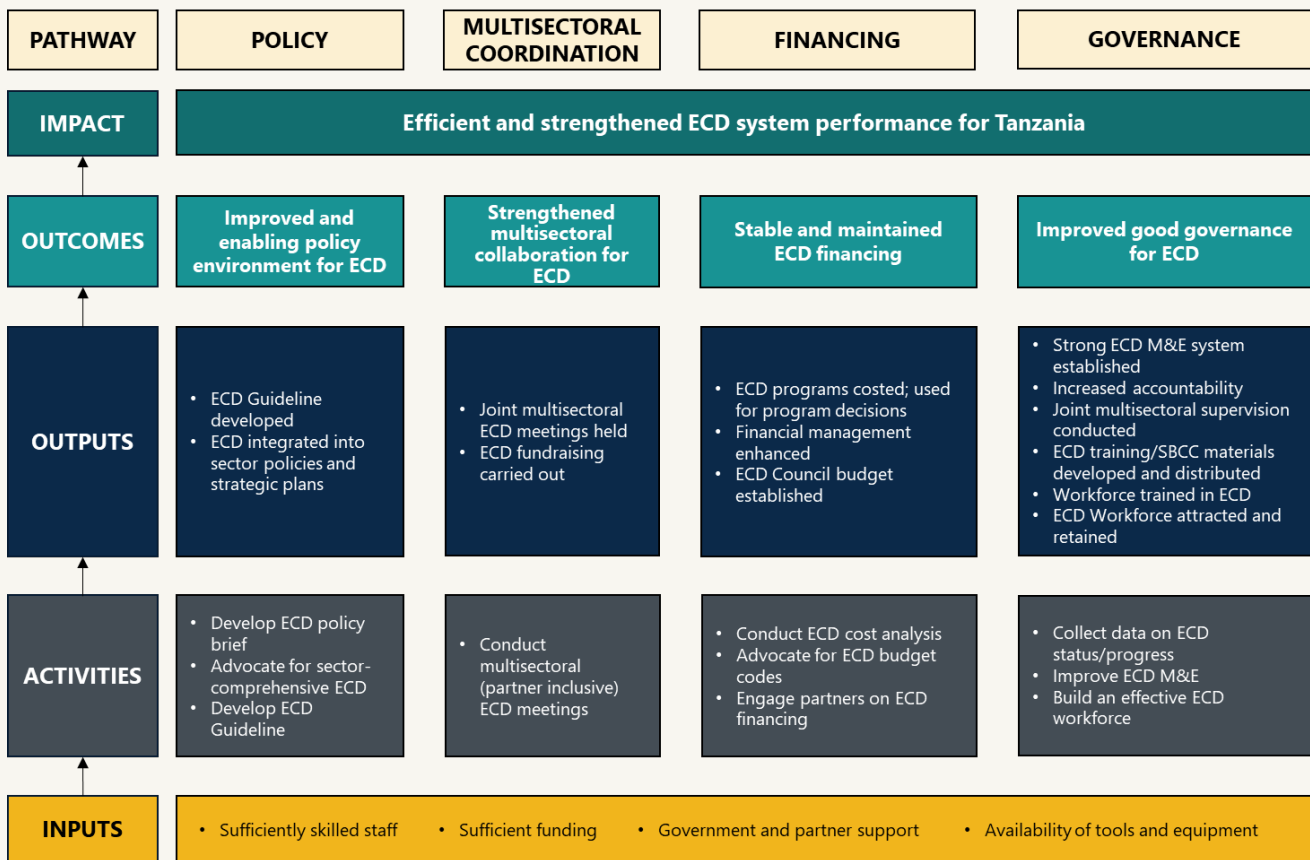 PATHWAY
POLICY
MULTISECTORAL
COORDINATION
FINANCING
GOVERNANCE
IMPACT
Efficient and strengthened ECD system performance for Tanzania
OUTCOMES
Improved and
enabling policy
environment for ECD
Strengthened
multisectoral
collaboration for
ECD
Stable and maintained
ECD financing
Improved good governance
for ECD
OUTPUTS
• ECD Guideline
developed
• ECD integrated into
sector policies and
strategic plans
• Joint multisectoral
ECD meetings held
• ECD fundraising
carried out
• ECD programs costed; used
for program decisions
• Financial management
enhanced
• ECD Council budget
established
• Strong ECD M&E system
established
• Increased accountability
• Joint multisectoral supervision
conducted
• ECD training/SBCC materials
developed and distributed
• Workforce trained in ECD
• ECD Workforce attracted and
retained
ACTIVITIES
• Develop ECD policy
brief
• Advocate for sector-
comprehensive ECD
• Develop ECD
Guideline
• Conduct
multisectoral
(partner inclusive)
ECD meetings
• Conduct ECD cost analysis
• Advocate for ECD budget
codes
• Engage partners on ECD
financing
• Collect data on ECD
status/progress
• Improve ECD M&E
• Build an effective ECD
workforce
INPUTS
• Sufficiently skilled staff
• Sufficient funding
• Government and partner support
• Availability of tools and equipment